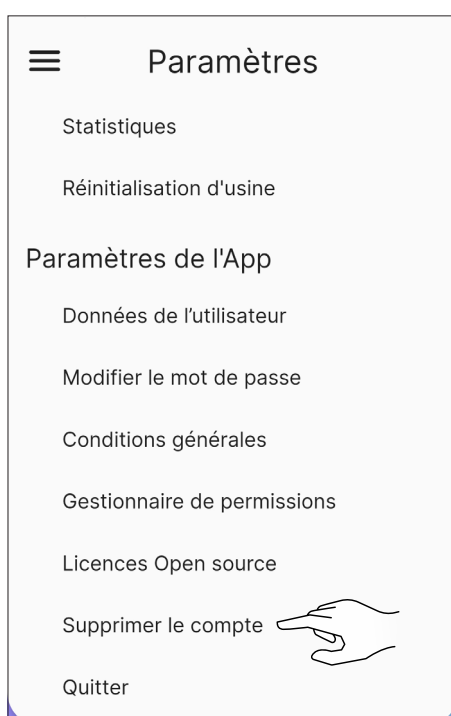 Paramètres
Statistiques
Réinitialisation d'usine
Paramètres de l'App
Données de l’utilisateur
Modifier le mot de passe
Conditions générales
Gestionnaire de permissions
Licences Open source
Supprimer le compte
Quitter